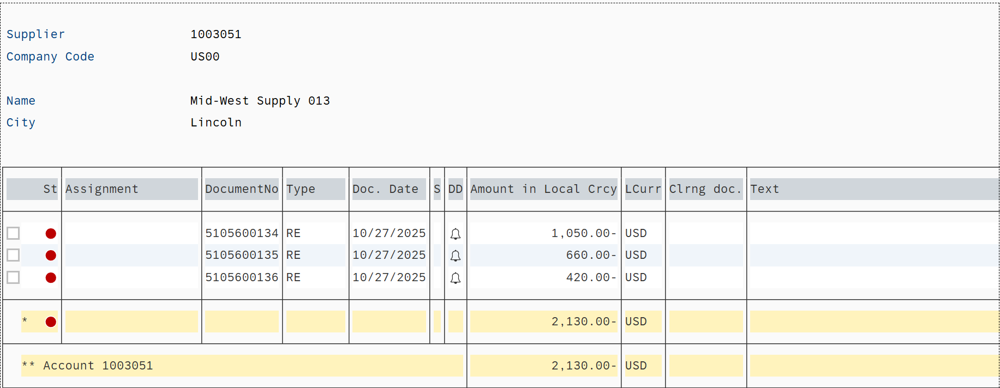 Supplier 1003051
Company Code US00
Name Mid-West Supply 013
City Lincoln
St Assignment DocumentNo Type Doc. Date S DD Amount in Local Crcy LCurr Clrng doc. Text
5105600134 RE 10/27/2025 1,050.00- USD
5105600135 RE 10/27/2025 660.00- USD
5105600136 RE 10/27/2025 420.00- USD
* 2,130.00- USD
** Account 1003051 2,130.00- USD